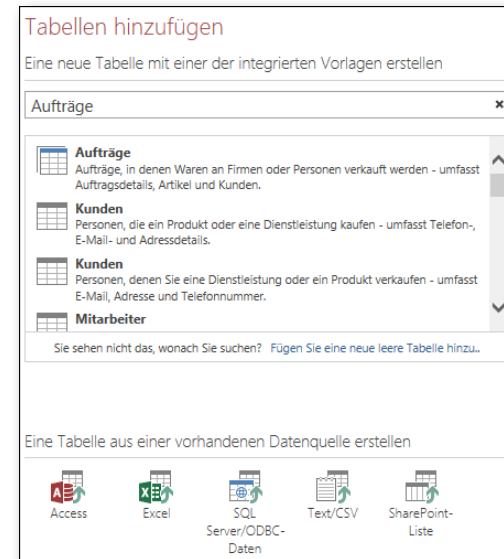 Tabellen hinzufügen
Eine neue Tabelle mit einer der integrierten Vorlagen erstellen
Aufträge
Aufträge
Aufträge, in denen Waren an Firmen oder Personen verkauft werden - umfasst
Auftragsdetails, Artikel und Kunden.
Kunden
Personen, die ein Produkt oder eine Dienstleistung kaufen - umfasst Telefon-,
E-Mail- und Adressdetails.
Kunden
Personen, denen Sie eine Dienstleistung oder ein Produkt verkaufen - umfasst
E-Mail, Adresse und Telefonnummer.
Mitarbeiter
Sie sehen nicht das, wonach Sie suchen? Fügen Sie eine neue leere Tabelle hinzu..
Eine Tabelle aus einer vorhandenen Datenquelle erstellen
Access
Excel
SQL
Server/ODBC-
Daten
Text/CSV
SharePoint-
Liste